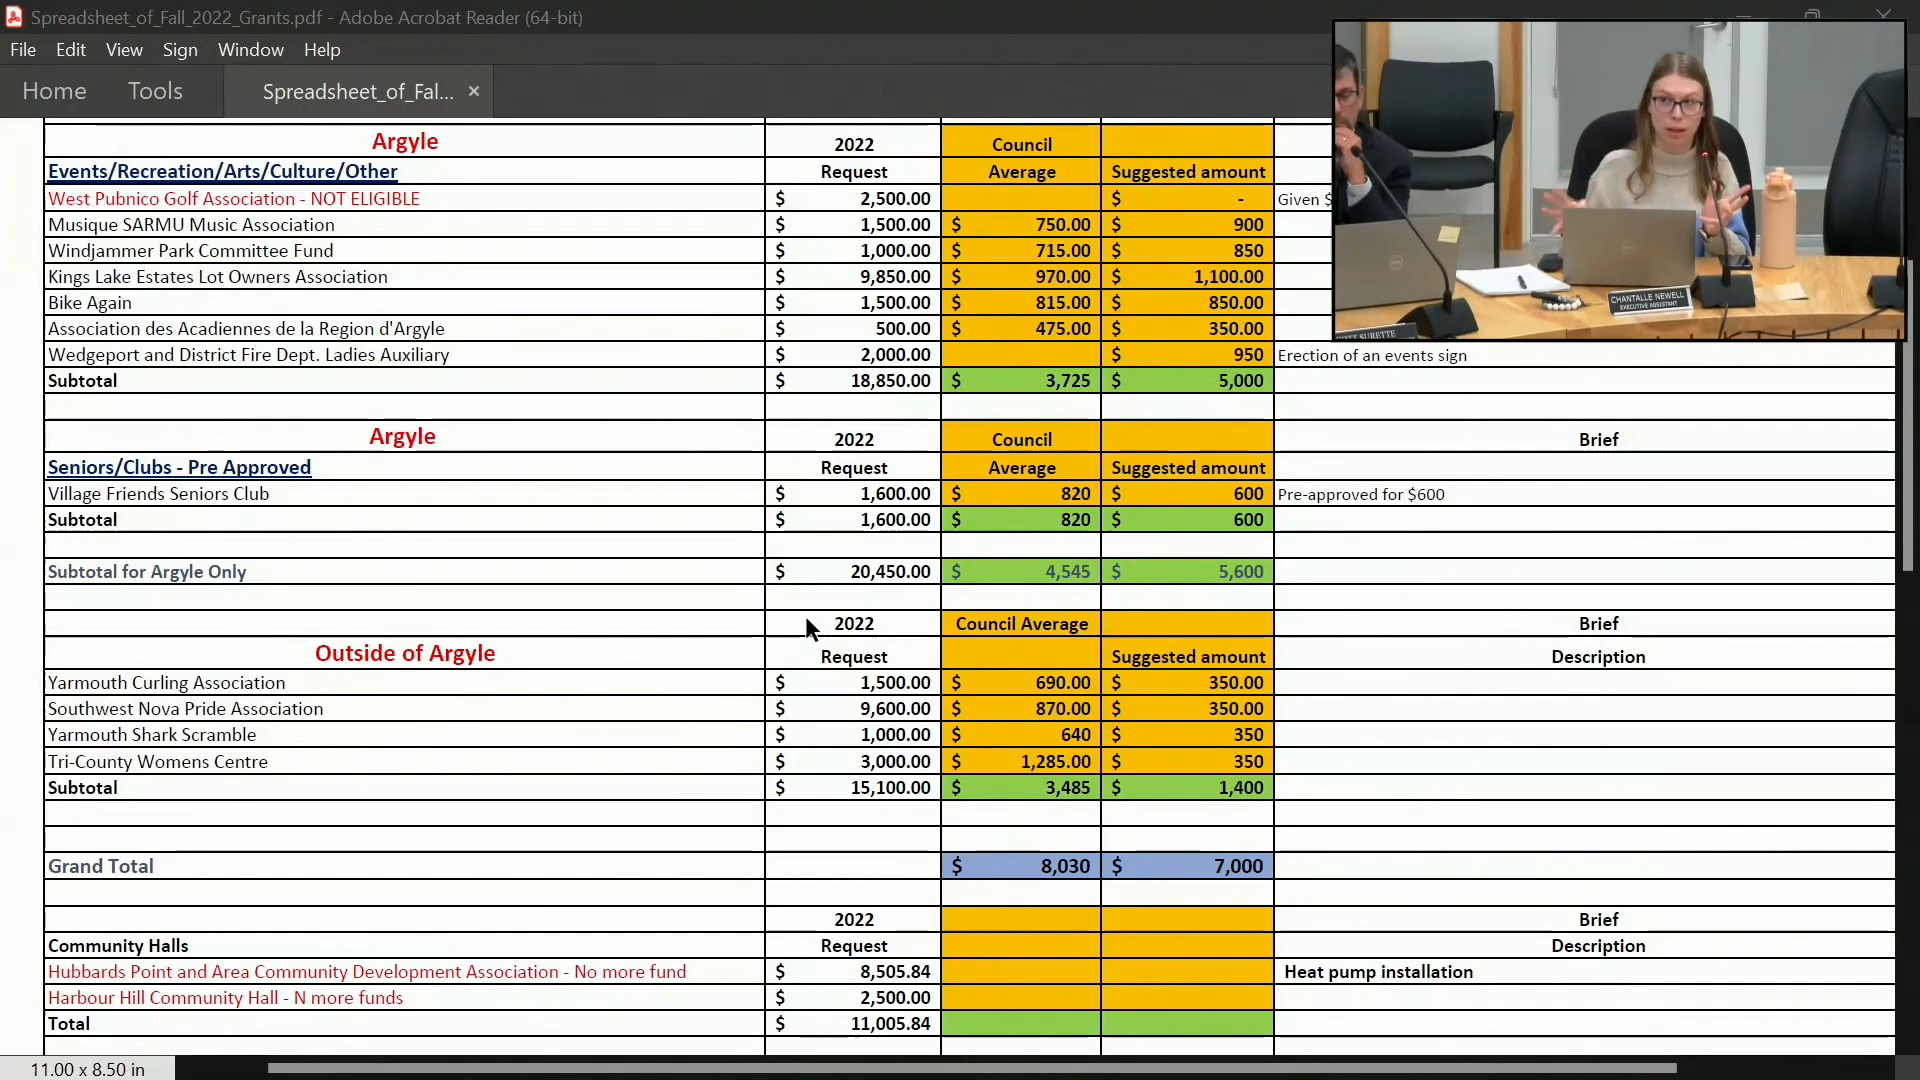 Spreadsheet_of_Fall_2022_Grants.pdf - Adobe Acrobat Reader (64-bit)
File Edit View Sign Window Help
Home Tools Spreadsheet_of_Fal... ×
Argyle 2022 Council
Events/Recreation/Arts/Culture/Other Request Average Suggested amount
West Pubnico Golf Association - NOT ELIGIBLE $ 2,500.00 $ - Given $
Musique SARMU Music Association $ 1,500.00 $ 750.00 $ 900
Windjammer Park Committee Fund $ 1,000.00 $ 715.00 $ 850
Kings Lake Estates Lot Owners Association $ 9,850.00 $ 970.00 $ 1,100.00
Bike Again $ 1,500.00 $ 815.00 $ 850.00
Association des Acadiennes de la Region d'Argyle $ 500.00 $ 475.00 $ 350.00
Wedgeport and District Fire Dept. Ladies Auxiliary $ 2,000.00 $ 950 Erection of an events sign
Subtotal $ 18,850.00 $ 3,725 $ 5,000
Argyle 2022 Council Brief
Seniors/Clubs - Pre Approved Request Average Suggested amount
Village Friends Seniors Club $ 1,600.00 $ 820 $ 600 Pre-approved for $600
Subtotal $ 1,600.00 $ 820 $ 600
Subtotal for Argyle Only $ 20,450.00 $ 4,545 $ 5,600
2022 Council Average Brief
Outside of Argyle Request Suggested amount Description
Yarmouth Curling Association $ 1,500.00 $ 690.00 $ 350.00
Southwest Nova Pride Association $ 9,600.00 $ 870.00 $ 350.00
Yarmouth Shark Scramble $ 1,000.00 $ 640 $ 350
Tri-County Womens Centre $ 3,000.00 $ 1,285.00 $ 350
Subtotal $ 15,100.00 $ 3,485 $ 1,400
Grand Total $ 8,030 $ 7,000
2022 Brief
Community Halls Request Description
Hubbards Point and Area Community Development Association - No more fund $ 8,505.84 Heat pump installation
Harbour Hill Community Hall - N more funds $ 2,500.00
Total $ 11,005.84
11.00 x 8.50 in
CHANTALLE NEWELL
EXECUTIVE ASSISTANT
SURETTE